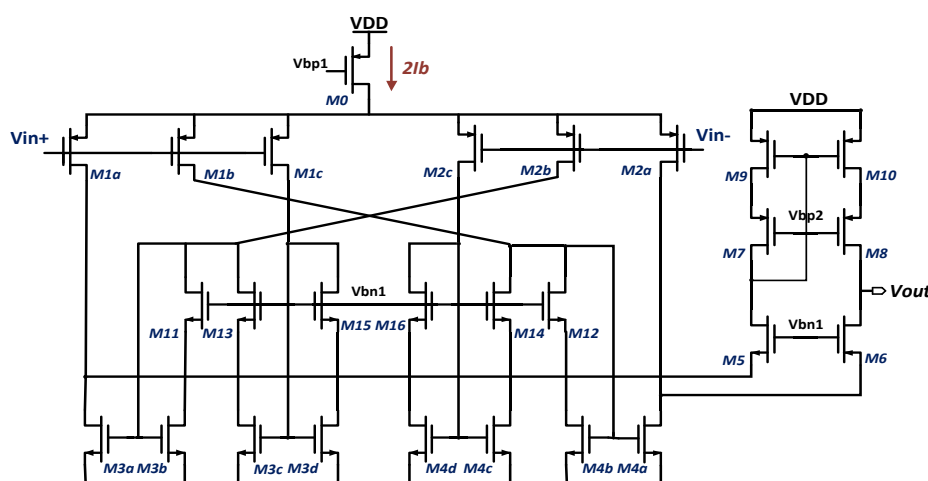 VDD
Vbp1
2Ib
M0
VDD
Vin+
Vin-
M1a
M1b
M1c
M2c
M2b
M2a
M9
M10
Vbp2
M7
M8
Vbn1
Vout
M11
M13
M15
M16
M14
M12
Vbn1
M5
M6
M3a
M3b
M3c
M3d
M4d
M4c
M4b
M4a